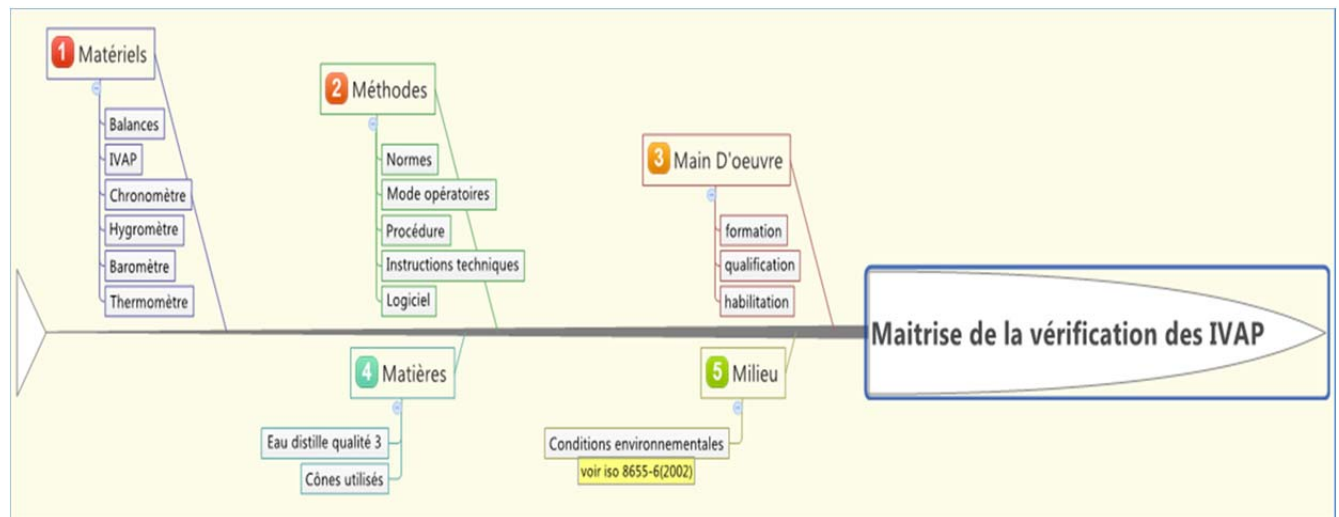 1 Matériels
Balances
IVAP
Chronomètre
Hygromètre
Baromètre
Thermomètre
2 Méthodes
Normes
Mode opératoires
Procédure
Instructions techniques
Logiciel
3 Main D'oeuvre
formation
qualification
habilitation
Maitrise de la vérification des IVAP
4 Matières
Eau distille qualité 3
Cônes utilisés
5 Milieu
Conditions environnementales
voir iso 8655-6(2002)